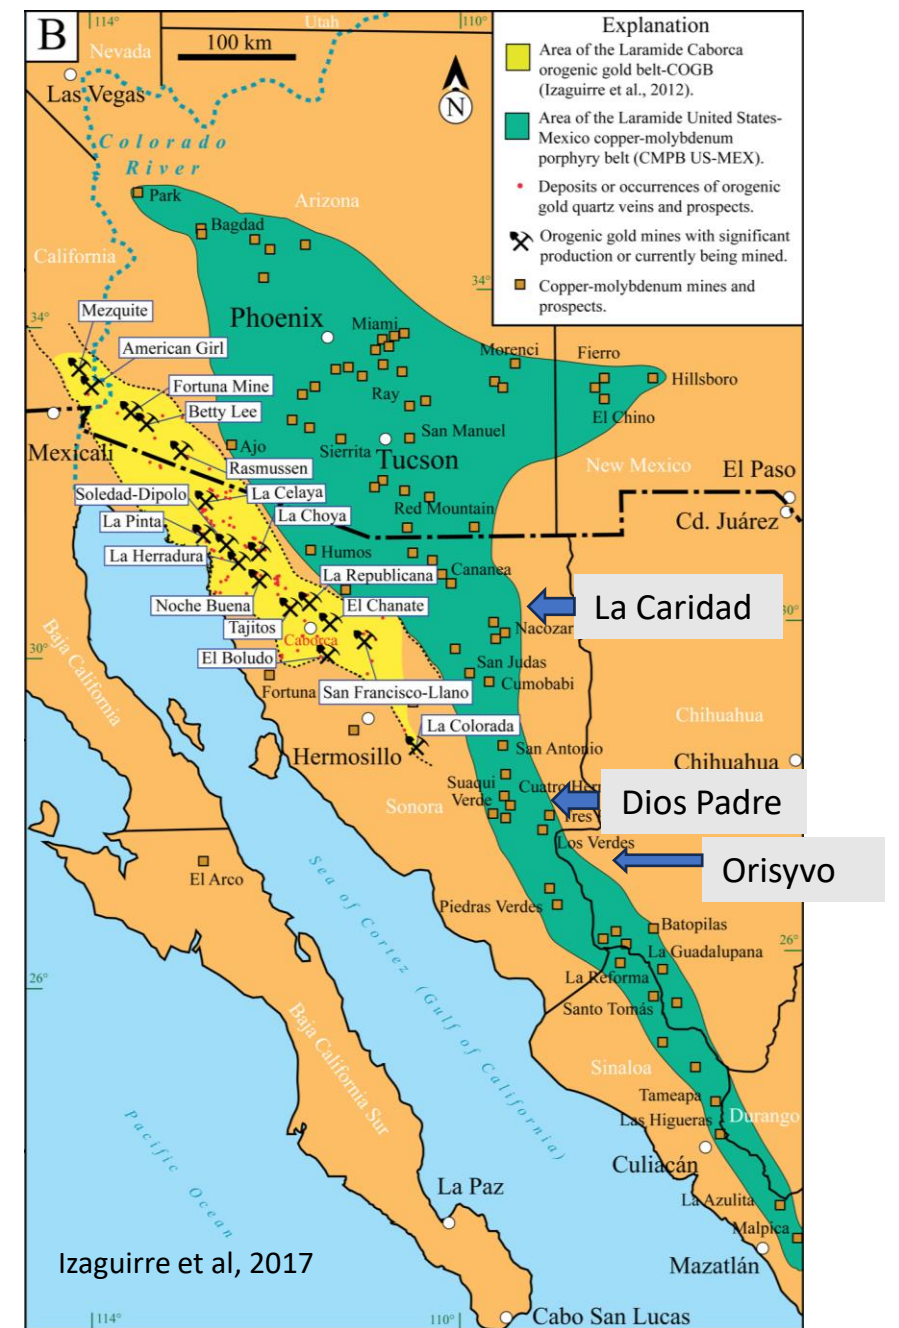 B
114°
110°
Utah
Nevada
100 km
N
Las Vegas
Explanation
Area of the Laramide Caborca
orogenic gold belt-COGB
(Izaguirre et al., 2012).
Area of the Laramide United States-
Mexico copper-molybdenum
porphyry belt (CMPB US-MEX).
Deposits or occurrences of orogenic
gold quartz veins and prospects.
Orogenic gold mines with significant
production or currently being mined.
Copper-molybdenum mines and
prospects.
Colorado
River
Park
Arizona
Bagdad
California
34°
34°
Mezquite
Phoenix
Miami
American Girl
Morenci
Fierro
Fortuna Mine
Hillsboro
Ray
Betty Lee
El Chino
San Manuel
Mexicali
Ajo
Sierrita
Tucson
Rasmussen
New Mexico
El Paso
Soledad-Dipolo
La Celaya
Red Mountain
La Pinta
La Choya
Cd. Juárez
La Herradura
Humos
La Republicana
Cananea
Noche Buena
El Chanate
La Caridad
30°
Tajitos
Caborca
Nacozar
El Boludo
30°
San Judas
Baja California
Fortuna
San Francisco-Llano
Cumobabi
Chihuahua
La Colorada
Hermosillo
San Antonio
Chihuahua
Suaqui
Verde
Cuatro Her
Sonora
Dios Padre
Tres
Los Verdes
Orisyvo
El Arco
Sea of Cortez (Gulf of California)
Piedras Verdes
Batopilas
La Guadalupana
26°
26°
La Reforma
Santo Tomás
Baja California Sur
Sinaloa
Tameapa
Las Higueras
Durango
Pacific Ocean
Culiacán
La Paz
La Azulita
Malpica
Izaguirre et al, 2017
Mazatlán
Cabo San Lucas
114°
110°